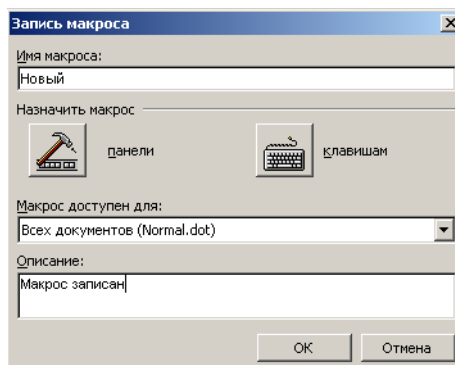 Запись макроса
Имя макроса:
Новый
Назначить макрос
панели
клавишам
Макрос доступен для:
Всех документов (Normal.dot)
Описание:
Макрос записан
ОК
Отмена